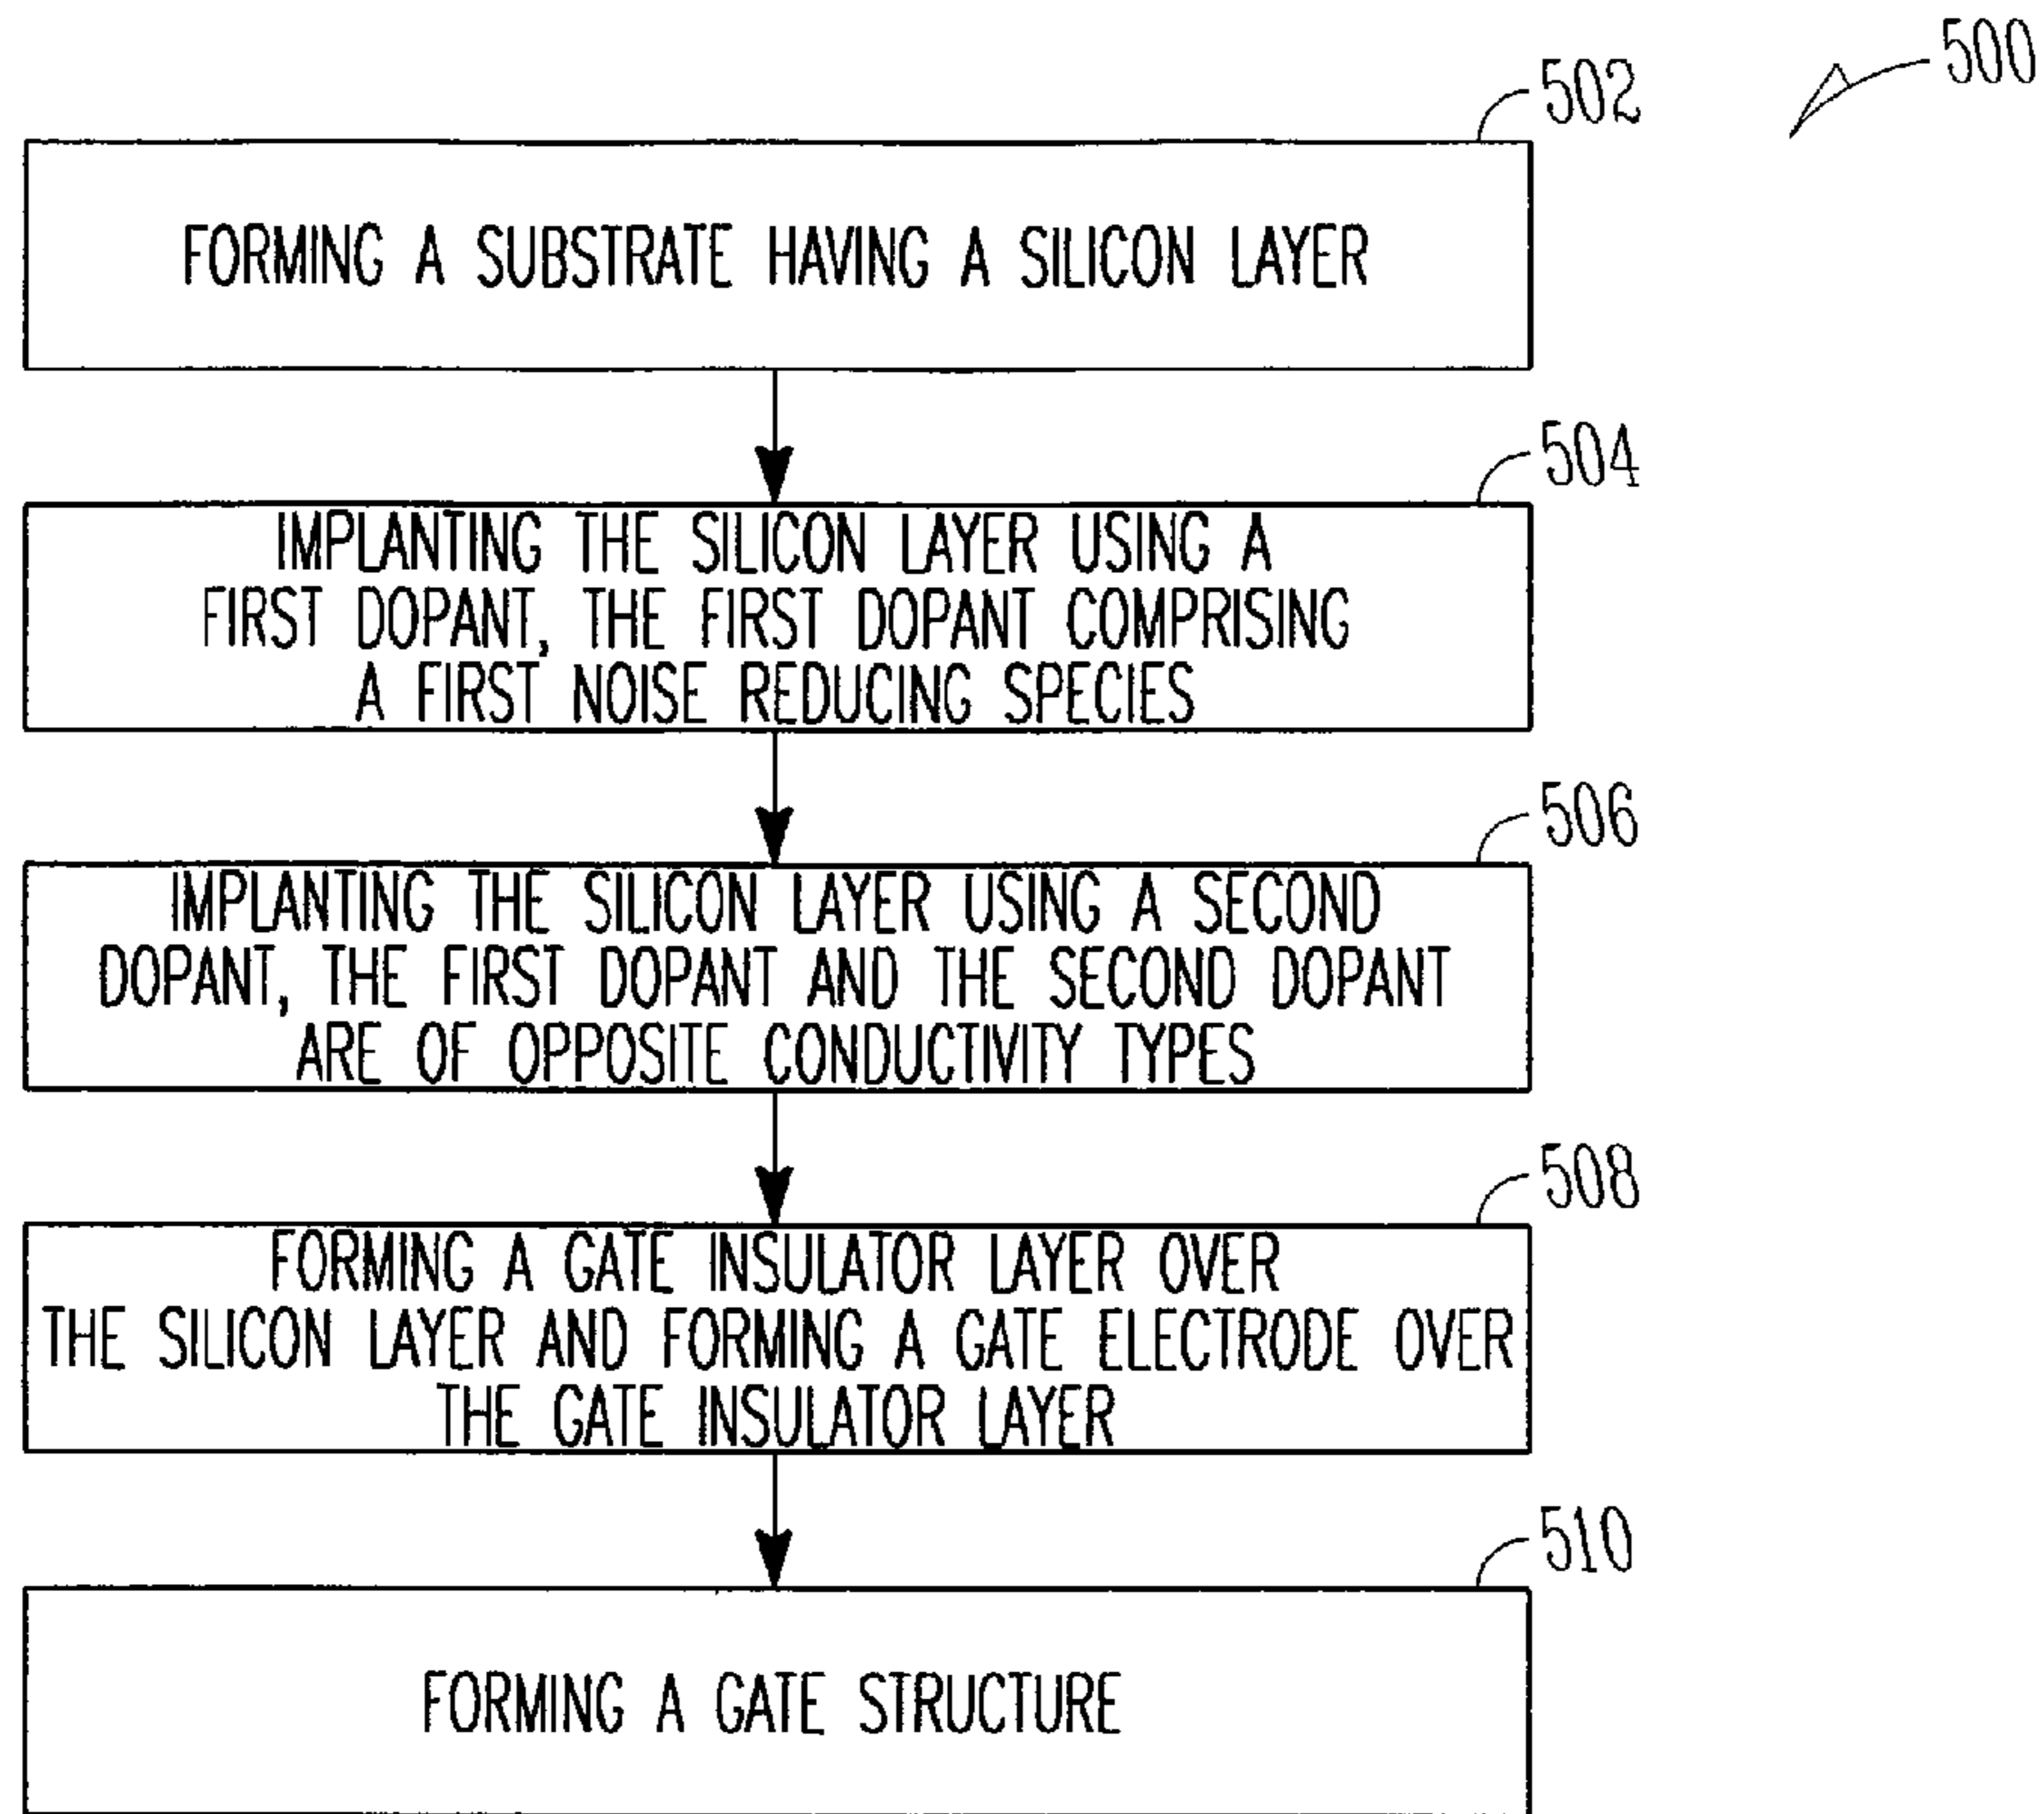 500
502
FORMING A SUBSTRATE HAVING A SILICON LAYER
504
IMPLANTING THE SILICON LAYER USING A
FIRST DOPANT, THE FIRST DOPANT COMPRISING
A FIRST NOISE REDUCING SPECIES
506
IMPLANTING THE SILICON LAYER USING A SECOND
DOPANT, THE FIRST DOPANT AND THE SECOND DOPANT
ARE OF OPPOSITE CONDUCTIVITY TYPES
508
FORMING A GATE INSULATOR LAYER OVER
THE SILICON LAYER AND FORMING A GATE ELECTRODE OVER
THE GATE INSULATOR LAYER
510
FORMING A GATE STRUCTURE